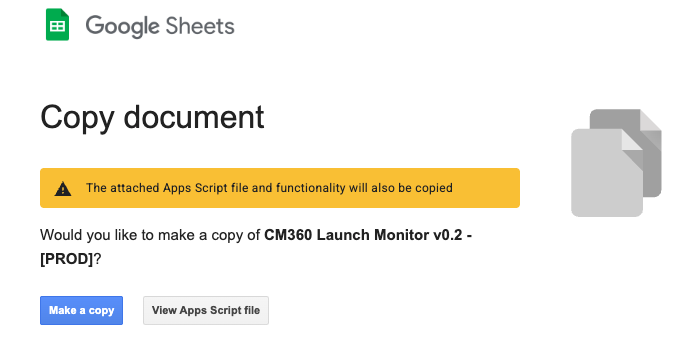 Google Sheets
Copy document
The attached Apps Script file and functionality will also be copied
Would you like to make a copy of CM360 Launch Monitor v0.2 -
[PROD]?
Make a copy
View Apps Script file